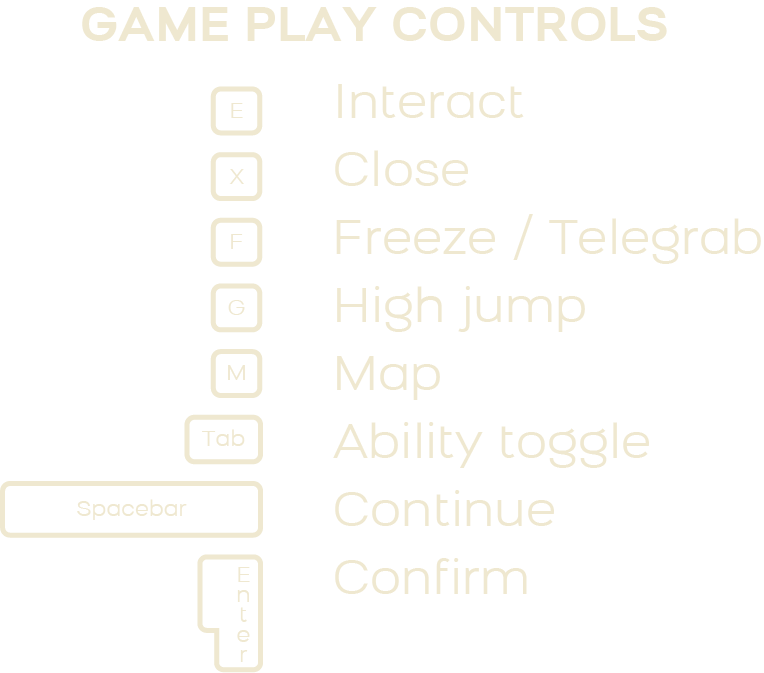 GAME PLAY CONTROLS
E Interact
X Close
F Freeze / Telegrab
G High jump
M Map
Tab Ability toggle
Spacebar Continue
Enter Confirm